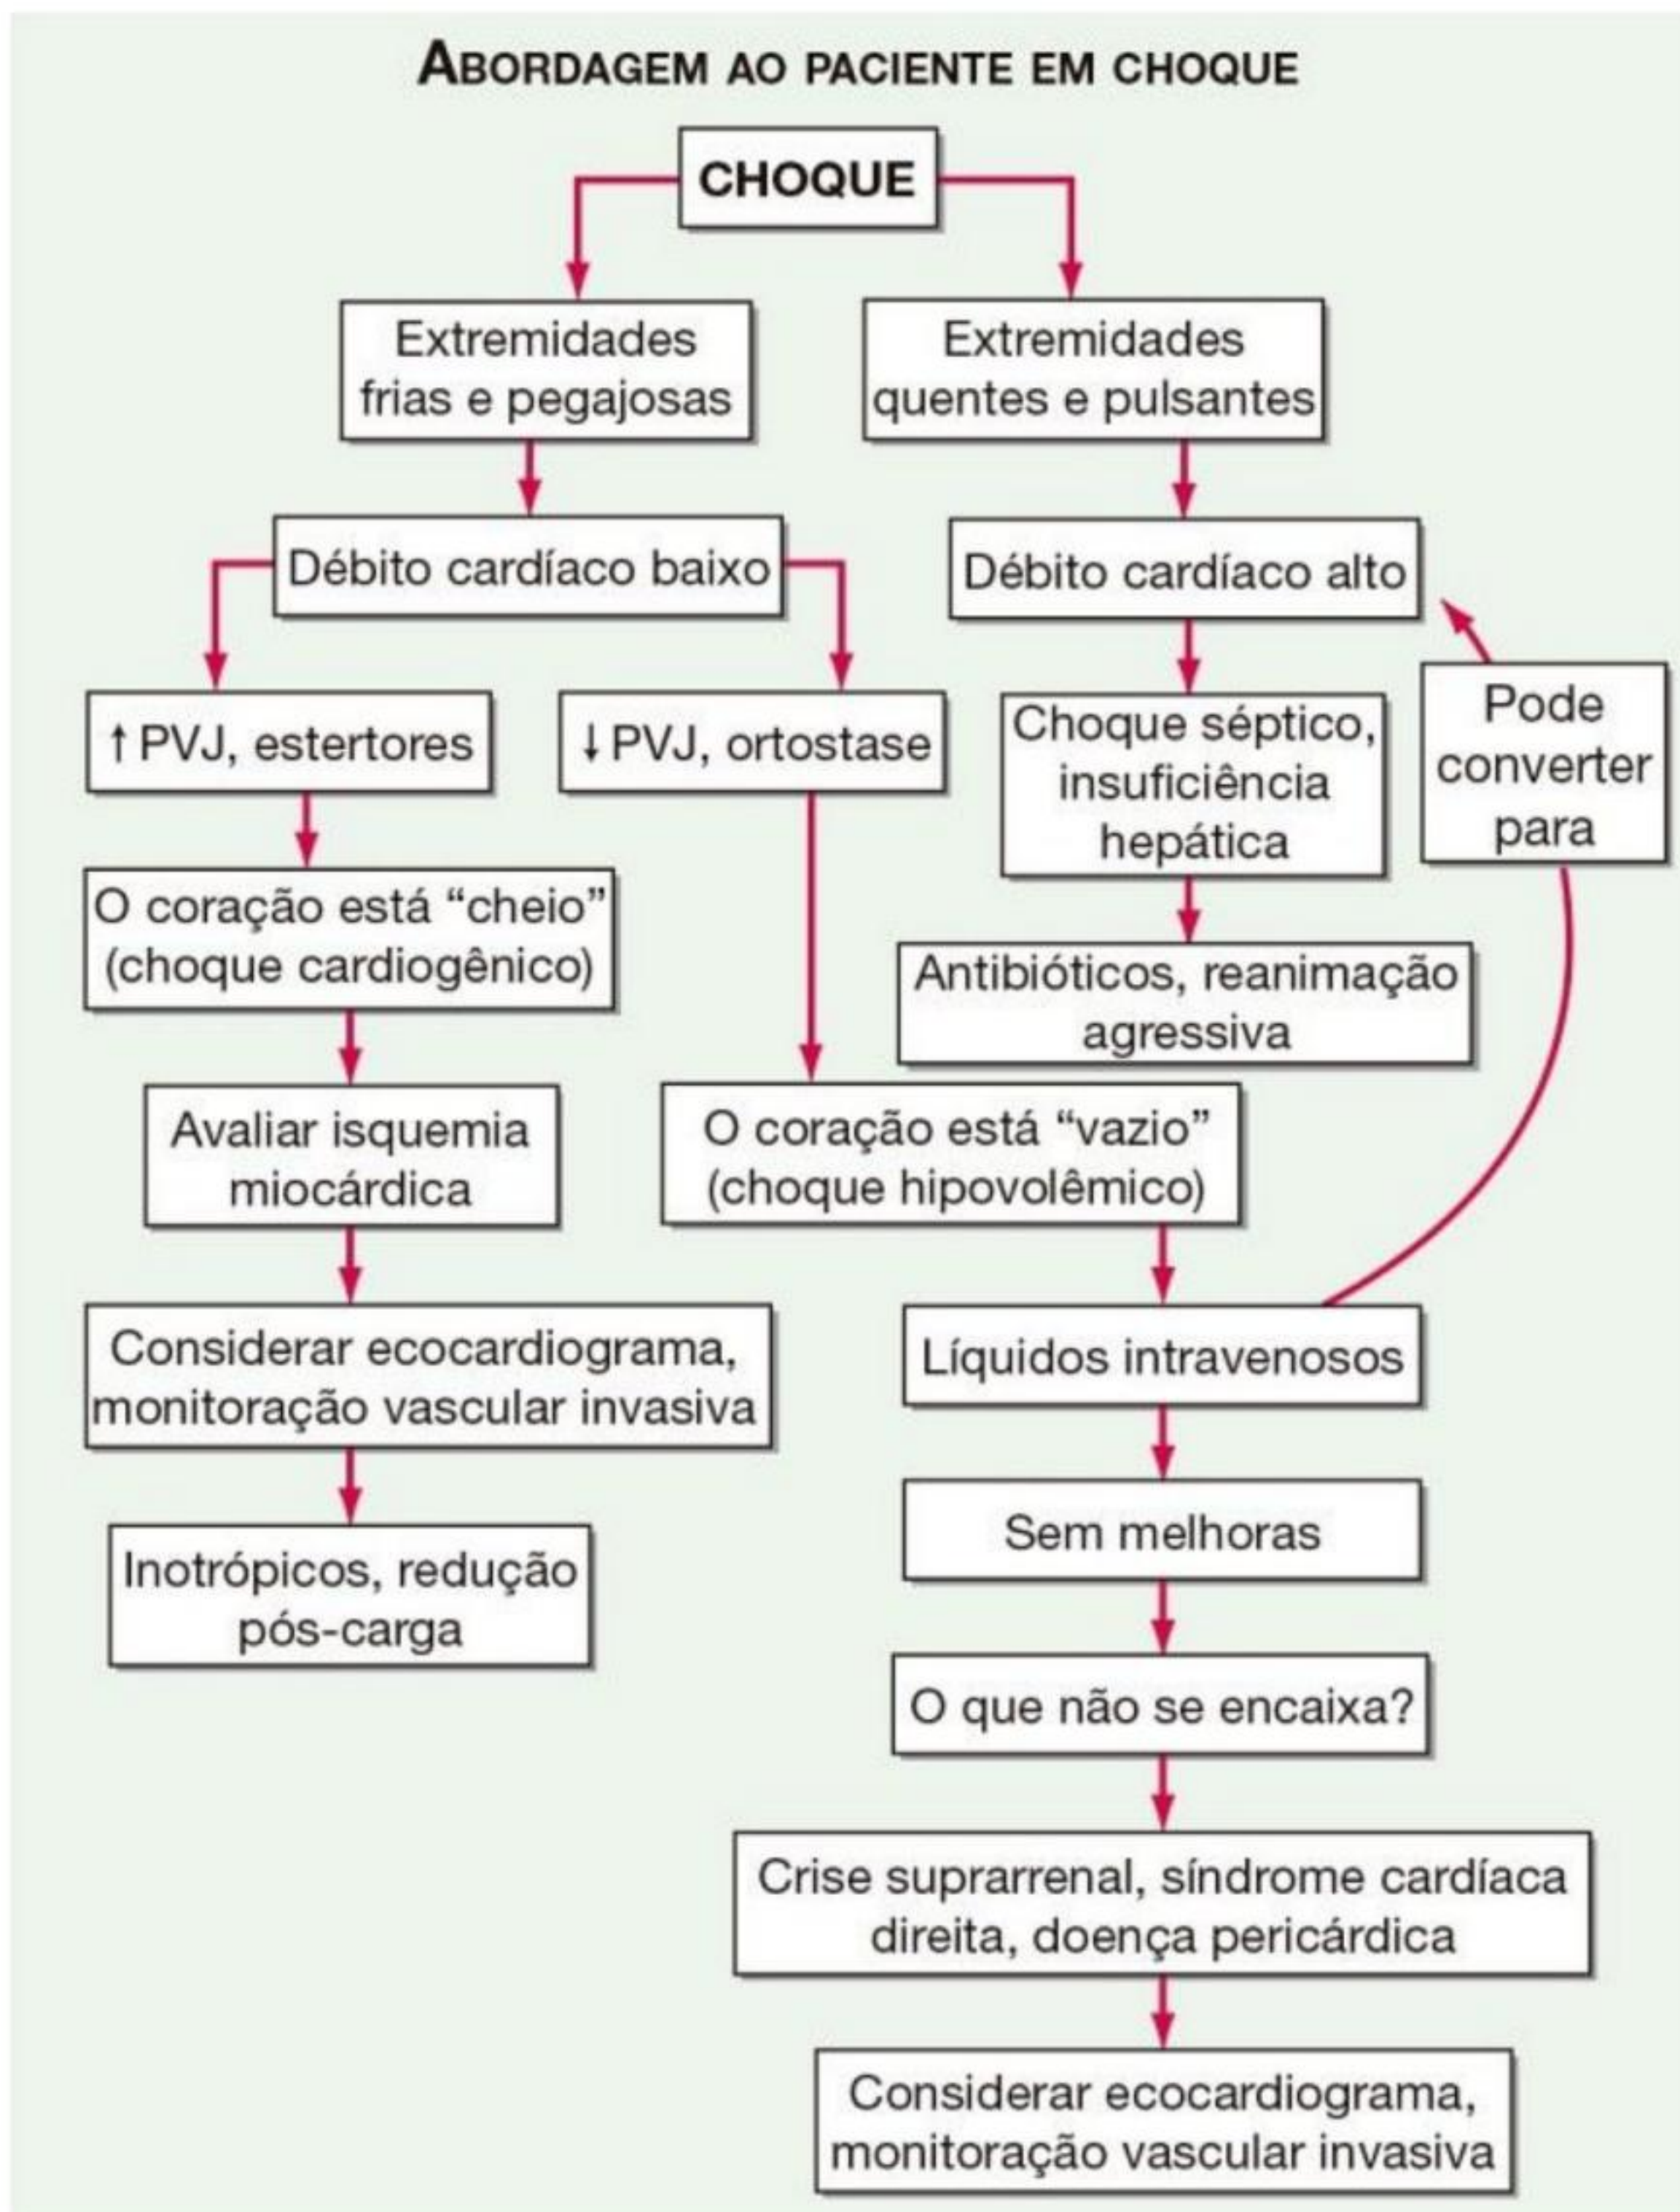 ABORDAGEM AO PACIENTE EM CHOQUE
CHOQUE
Extremidades
frias e pegajosas
Extremidades
quentes e pulsantes
Débito cardíaco baixo
Débito cardíaco alto
↑ PVJ, estertores
↓ PVJ, ortostase
Choque séptico,
insuficiência
hepática
Pode
converter
para
O coração está “cheio”
(choque cardiogênico)
Antibióticos, reanimação
agressiva
Avaliar isquemia
miocárdica
O coração está “vazio”
(choque hipovolêmico)
Considerar ecocardiograma,
monitoração vascular invasiva
Líquidos intravenosos
Inotrópicos, redução
pós-carga
Sem melhoras
O que não se encaixa?
Crise suprarrenal, síndrome cardíaca
direita, doença pericárdica
Considerar ecocardiograma,
monitoração vascular invasiva